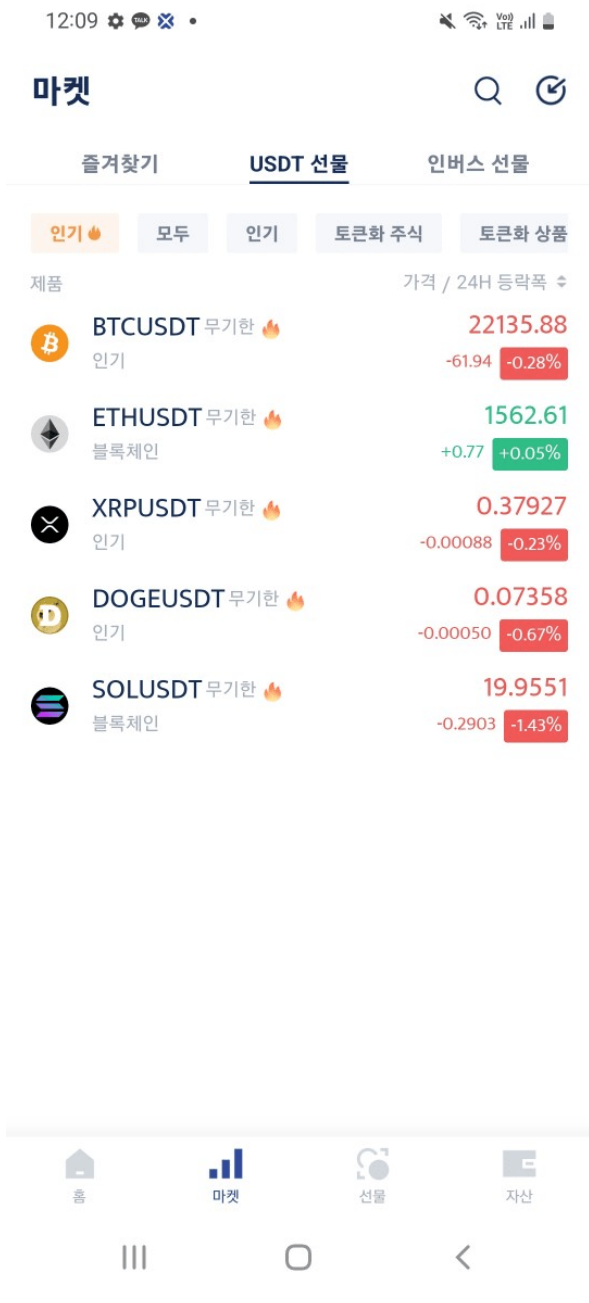 12:09 TALK Vo)) LTE
마켓
즐겨찾기 USDT 선물 인버스 선물
인기 모두 인기 토큰화 주식 토큰화 상품
제품 가격 / 24H 등락폭
BTCUSDT 무기한 22135.88
인기 -61.94 -0.28%
ETHUSDT 무기한 1562.61
블록체인 +0.77 +0.05%
XRPUSDT 무기한 0.37927
인기 -0.00088 -0.23%
DOGEUSDT 무기한 0.07358
인기 -0.00050 -0.67%
SOLUSDT 무기한 19.9551
블록체인 -0.2903 -1.43%
홈 마켓 선물 자산